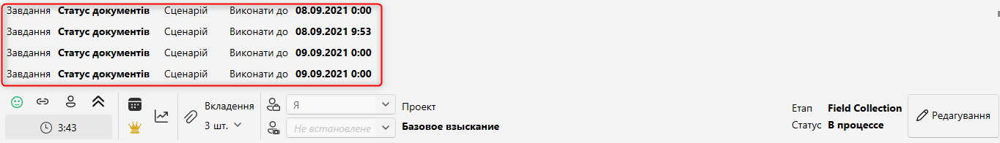 Завдання Статус документів Сценарій Виконати до 08.09.2021 0:00
Завдання Статус документів Сценарій Виконати до 08.09.2021 9:53
Завдання Статус документів Сценарій Виконати до 09.09.2021 0:00
Завдання Статус документів Сценарій Виконати до 09.09.2021 0:00
3:43
Вкладення
3 шт.
Я
Не встановлене
Проект
Базовое взыскание
Етап Field Collection
Статус В процессе
Редагування